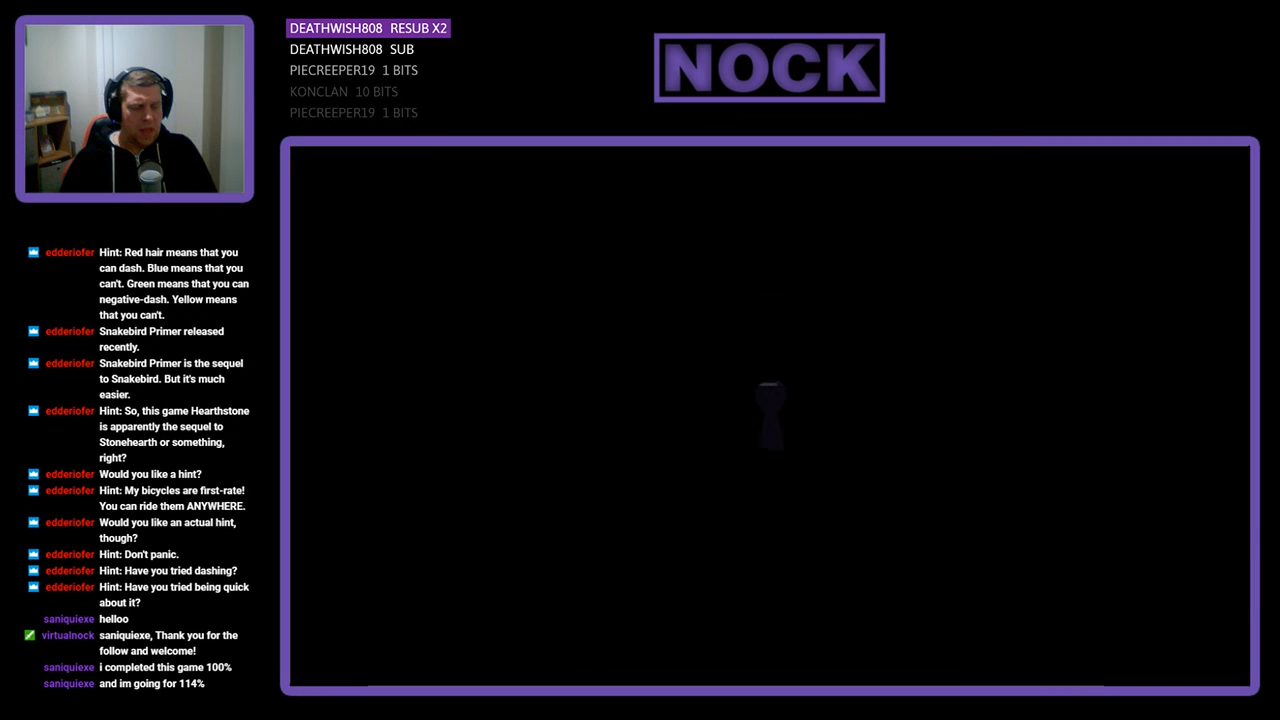 DEATHWISH808 RESUB X2
DEATHWISH808 SUB
PIECREEPER19 1 BITS
KONCLAN 10 BITS
PIECREEPER19 1 BITS
NOCK
edderiofer Hint: Red hair means that you
can dash. Blue means that you
can't. Green means that you can
negative-dash. Yellow means
that you can't.
edderiofer Snakebird Primer released
recently.
edderiofer Snakebird Primer is the sequel
to Snakebird. But it's much
easier.
edderiofer Hint: So, this game Hearthstone
is apparently the sequel to
Stonehearth or something,
right?
edderiofer Would you like a hint?
edderiofer Hint: My bicycles are first-rate!
You can ride them ANYWHERE.
edderiofer Would you like an actual hint,
though?
edderiofer Hint: Don't panic.
edderiofer Hint: Have you tried dashing?
edderiofer Hint: Have you tried being quick
about it?
saniquiexe helloo
virtualnock saniquiexe, Thank you for the
follow and welcome!
saniquiexe i completed this game 100%
saniquiexe and im going for 114%